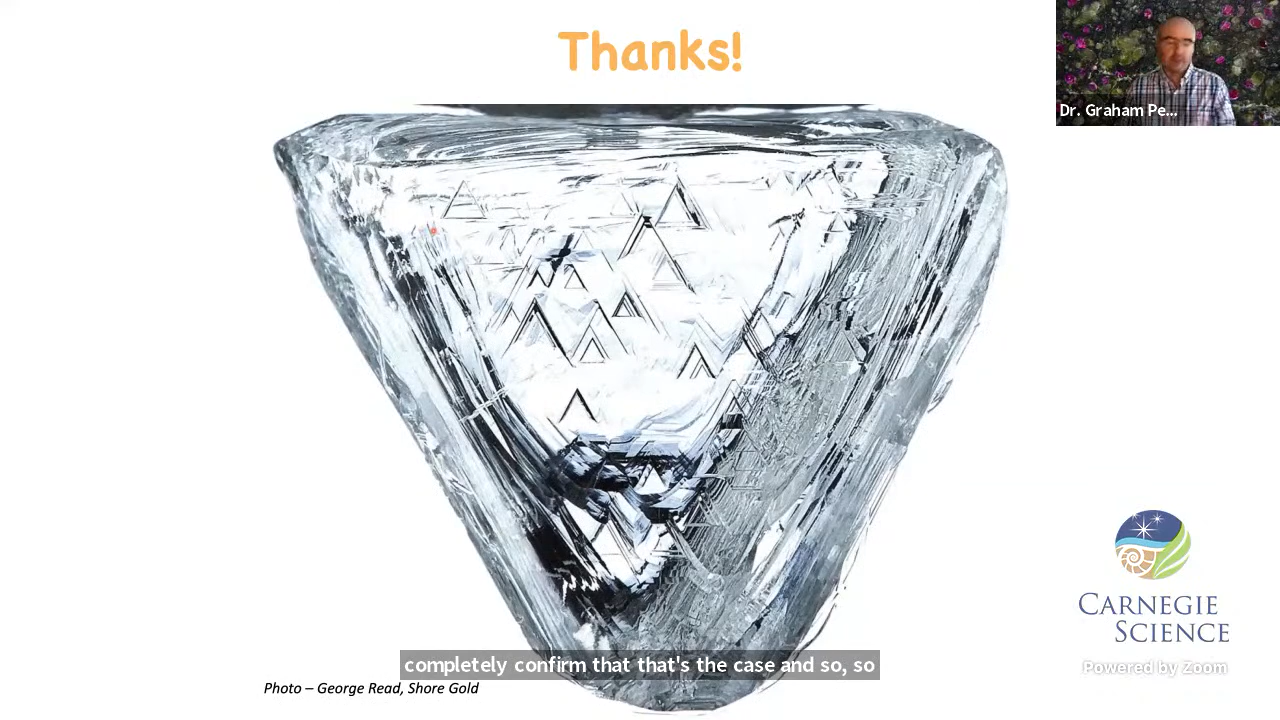 Thanks!
Dr. Graham Pe...
CARNEGIE
SCIENCE
completely confirm that that's the case and so, so
Powered by Zoom
Photo – George Read, Shore Gold